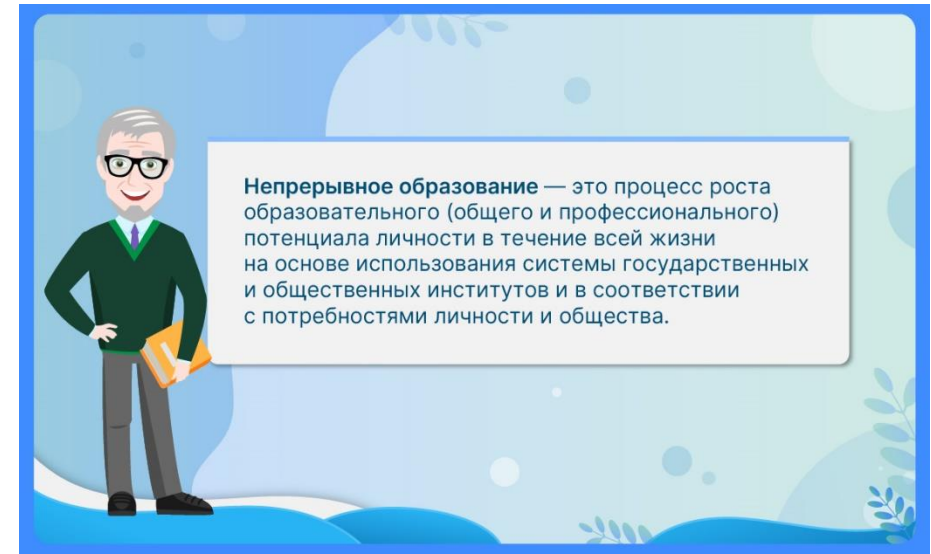 Непрерывное образование — это процесс роста
образовательного (общего и профессионального)
потенциала личности в течение всей жизни
на основе использования системы государственных
и общественных институтов и в соответствии
с потребностями личности и общества.